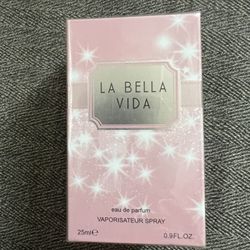 LA BELLA
VIDA
eau de parfum
VAPORISATEUR SPRAY
25ml℮ 0.9FL.OZ.